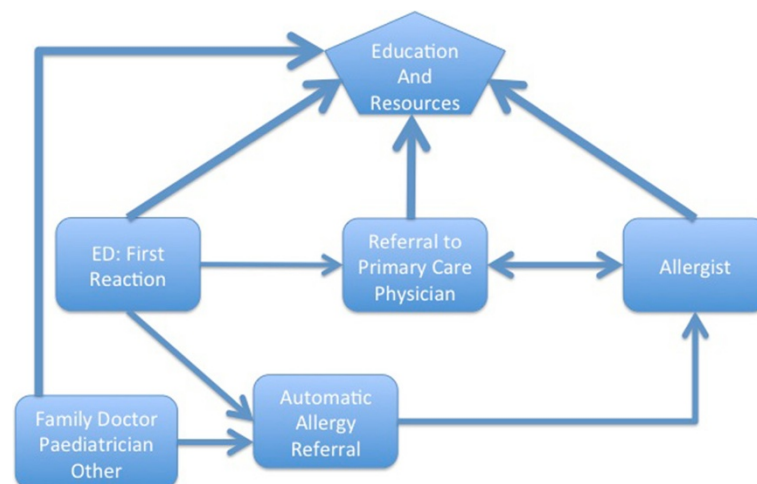 Education
And
Resources
ED: First
Reaction
Referral to
Primary Care
Physician
Allergist
Family Doctor
Paediatrician
Other
Automatic
Allergy
Referral